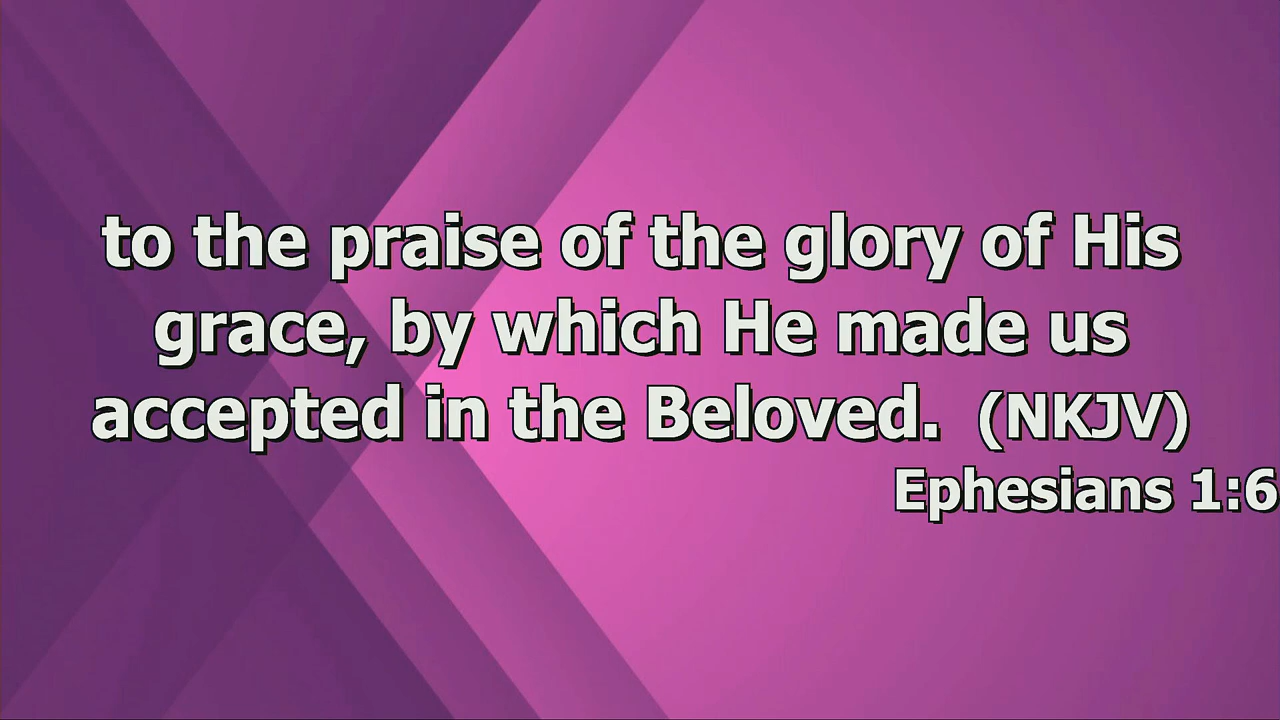 to the praise of the glory of His
grace, by which He made us
accepted in the Beloved. (NKJV)
Ephesians 1:6